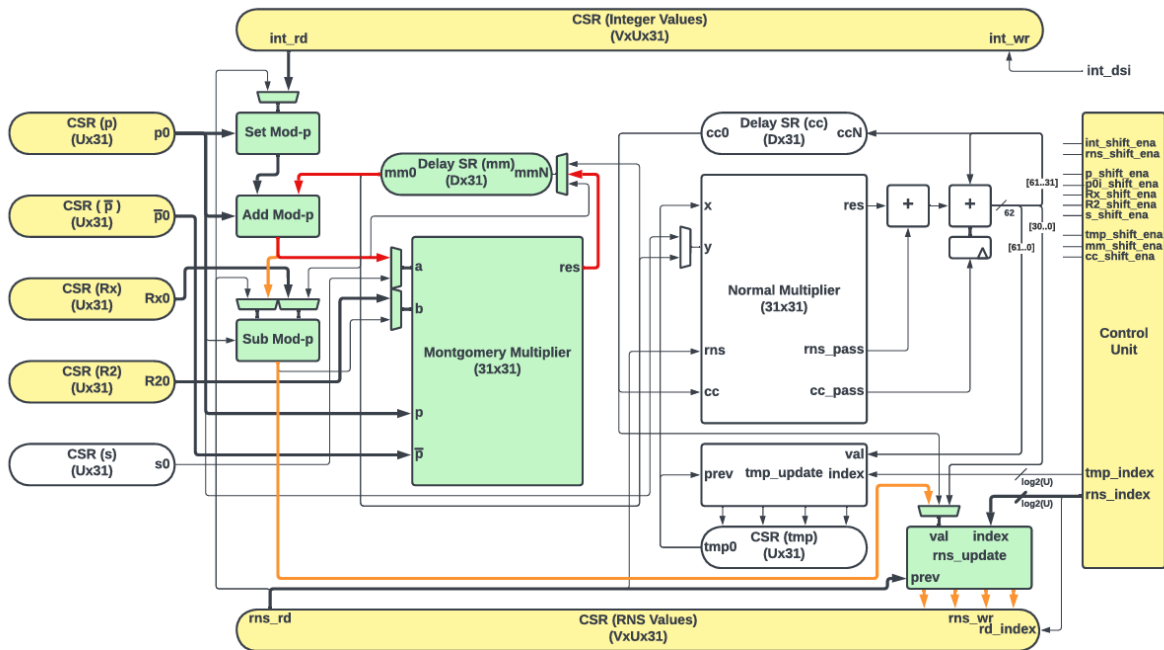 CSR (Integer Values)
(VxUx31)
int_rd
int_wr
int_dsi
CSR (p)
(Ux31)
p0
Set Mod-p
CSR (p̅)
(Ux31)
p̅0
Add Mod-p
Delay SR (mm)
(Dx31)
mm0
mmN
CSR (Rx)
(Ux31)
Rx0
Sub Mod-p
CSR (R2)
(Ux31)
R20
CSR (s)
(Ux31)
s0
a
b
res
Montgomery Multiplier
(31x31)
p
p̅
Delay SR (cc)
(Dx31)
cc0
ccN
x
y
res
Normal Multiplier
(31x31)
rns
rns_pass
cc
cc_pass
+
+
62
[61..31]
[30..0]
[61..0]
val
prev
tmp_update
index
CSR (tmp)
(Ux31)
tmp0
int_shift_ena
rns_shift_ena
p_shift_ena
p0i_shift_ena
Rx_shift_ena
R2_shift_ena
s_shift_ena
tmp_shift_ena
mm_shift_ena
cc_shift_ena
Control
Unit
tmp_index
log2(U)
rns_index
log2(U)
val
index
rns_update
prev
rns_rd
CSR (RNS Values)
(VxUx31)
rns_wr
rd_index